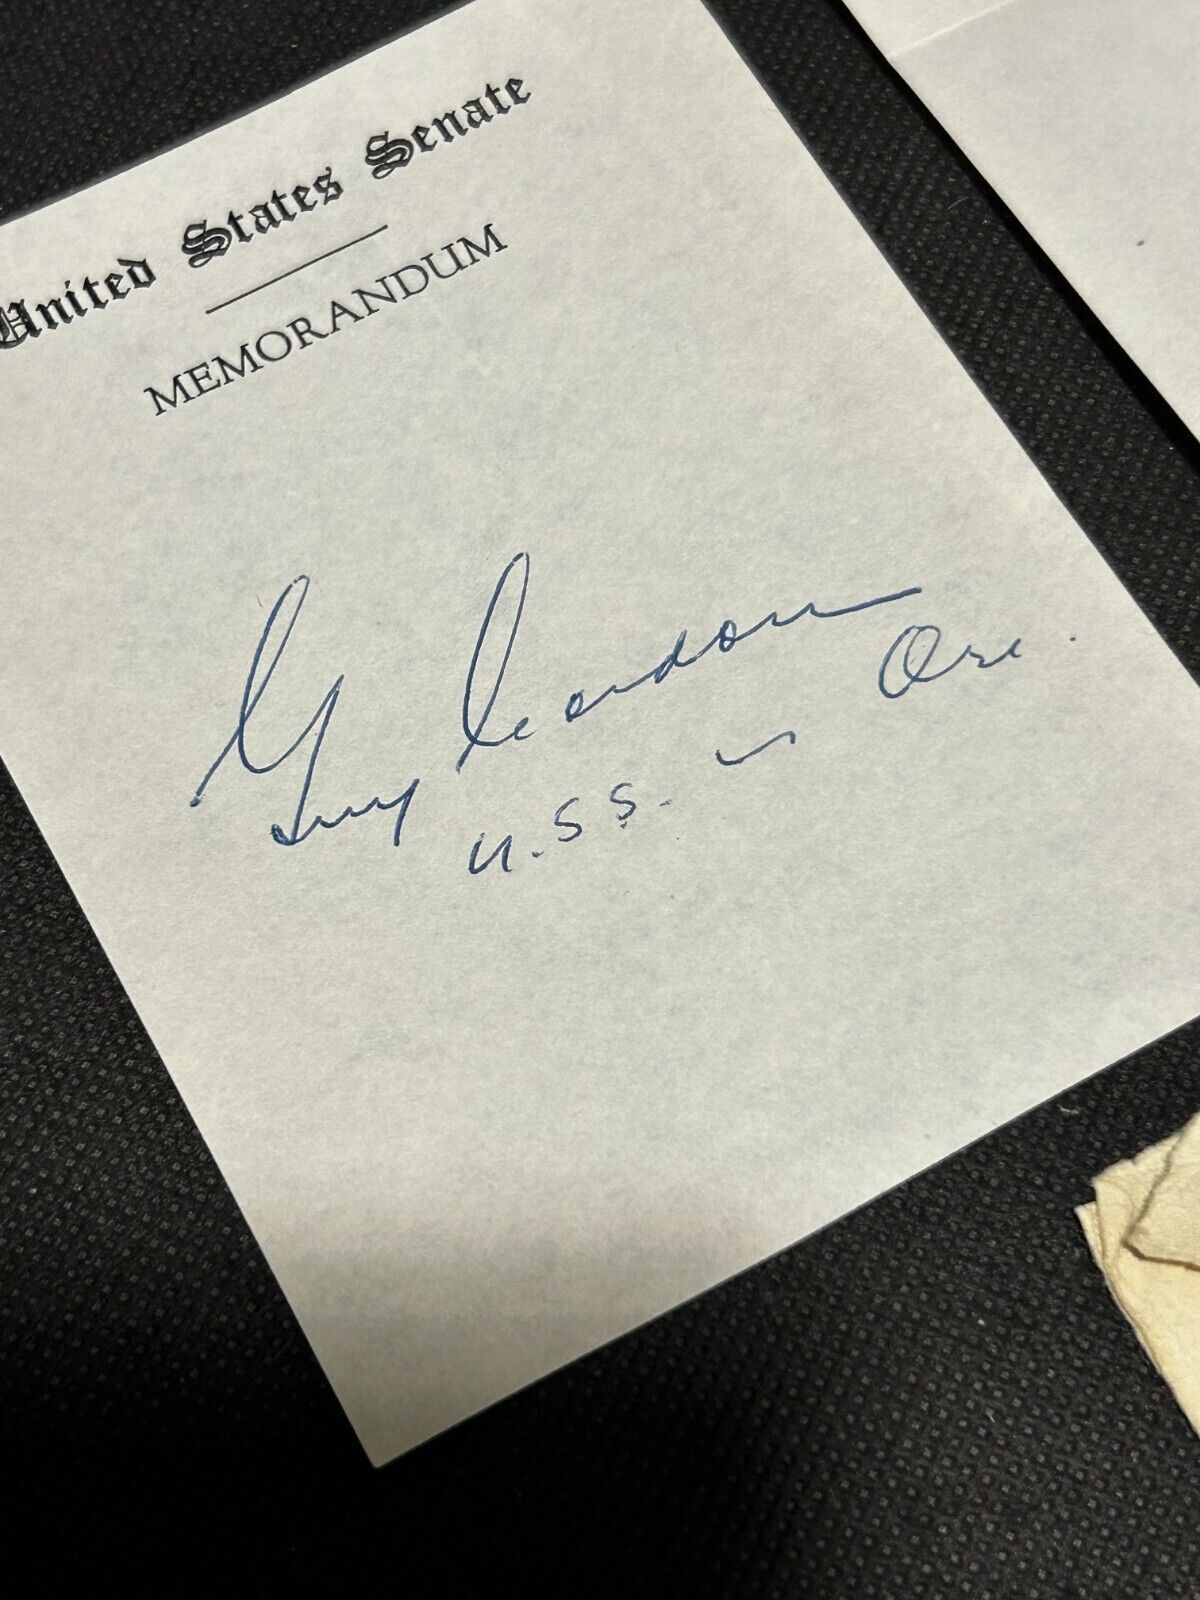 United States Senate
MEMORANDUM
Guy Cordon
U.S.S. ~ Ore.